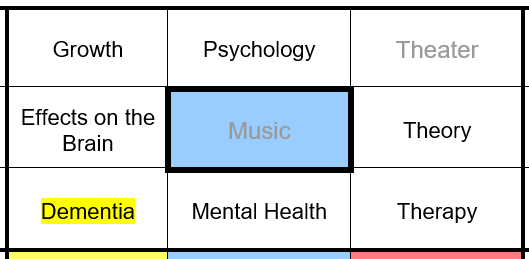 Growth Psychology Theater
Effects on the
Brain
Music Theory
Dementia Mental Health Therapy